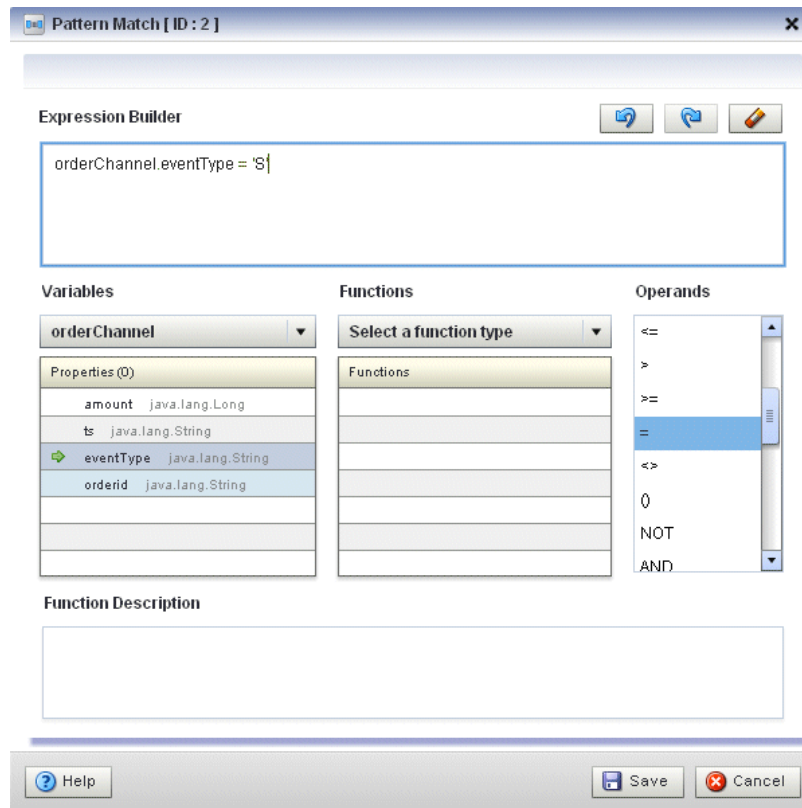 Pattern Match [ ID : 2 ]
Expression Builder
orderChannel.eventType = 'S'
Variables
Functions
Operands
orderChannel
Select a function type
Properties (0)
Functions
amount java.lang.Long
ts java.lang.String
eventType java.lang.String
orderid java.lang.String
<=
>
>=
=
<>
()
NOT
AND
Function Description
Help
Save
Cancel